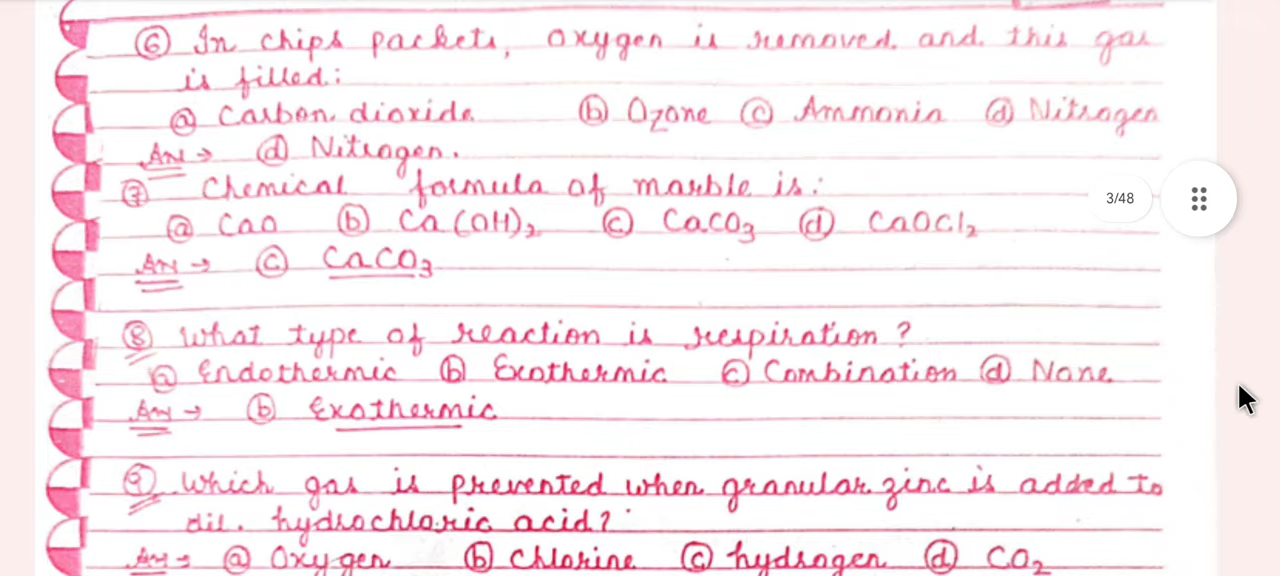 ⑥ In chips packets, oxygen is removed and this gas
is filled:
ⓐ Carbon dioxide ⓑ Ozone ⓒ Ammonia ⓓ Nitrogen
Ans → ⓓ Nitrogen.
⑦ Chemical formula of marble is:
ⓐ CaO ⓑ Ca(OH)₂ ⓒ CaCO₃ ⓓ CaOCl₂
3/48
Ans → ⓒ CaCO₃
⑧ What type of reaction is respiration?
ⓐ Endothermic ⓑ Exothermic ⓒ Combination ⓓ None
Ans → ⓑ Exothermic
⑨ Which gas is prevented when granular zinc is added to
dil. hydrochloric acid?
Ans → ⓐ Oxygen ⓑ Chlorine ⓒ hydrogen ⓓ CO₂